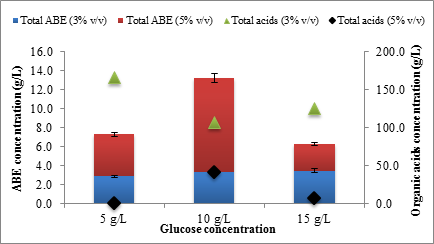 Total ABE (3% v/v) Total ABE (5% v/v) Total acids (3% v/v) Total acids (5% v/v)
16.0 200.0
14.0
12.0 150.0
10.0
8.0 100.0
6.0
4.0 50.0
2.0
0.0 0.0
ABE concentration (g/L)
Organic acids concentration (g/L)
5 g/L 10 g/L 15 g/L
Glucose concentration